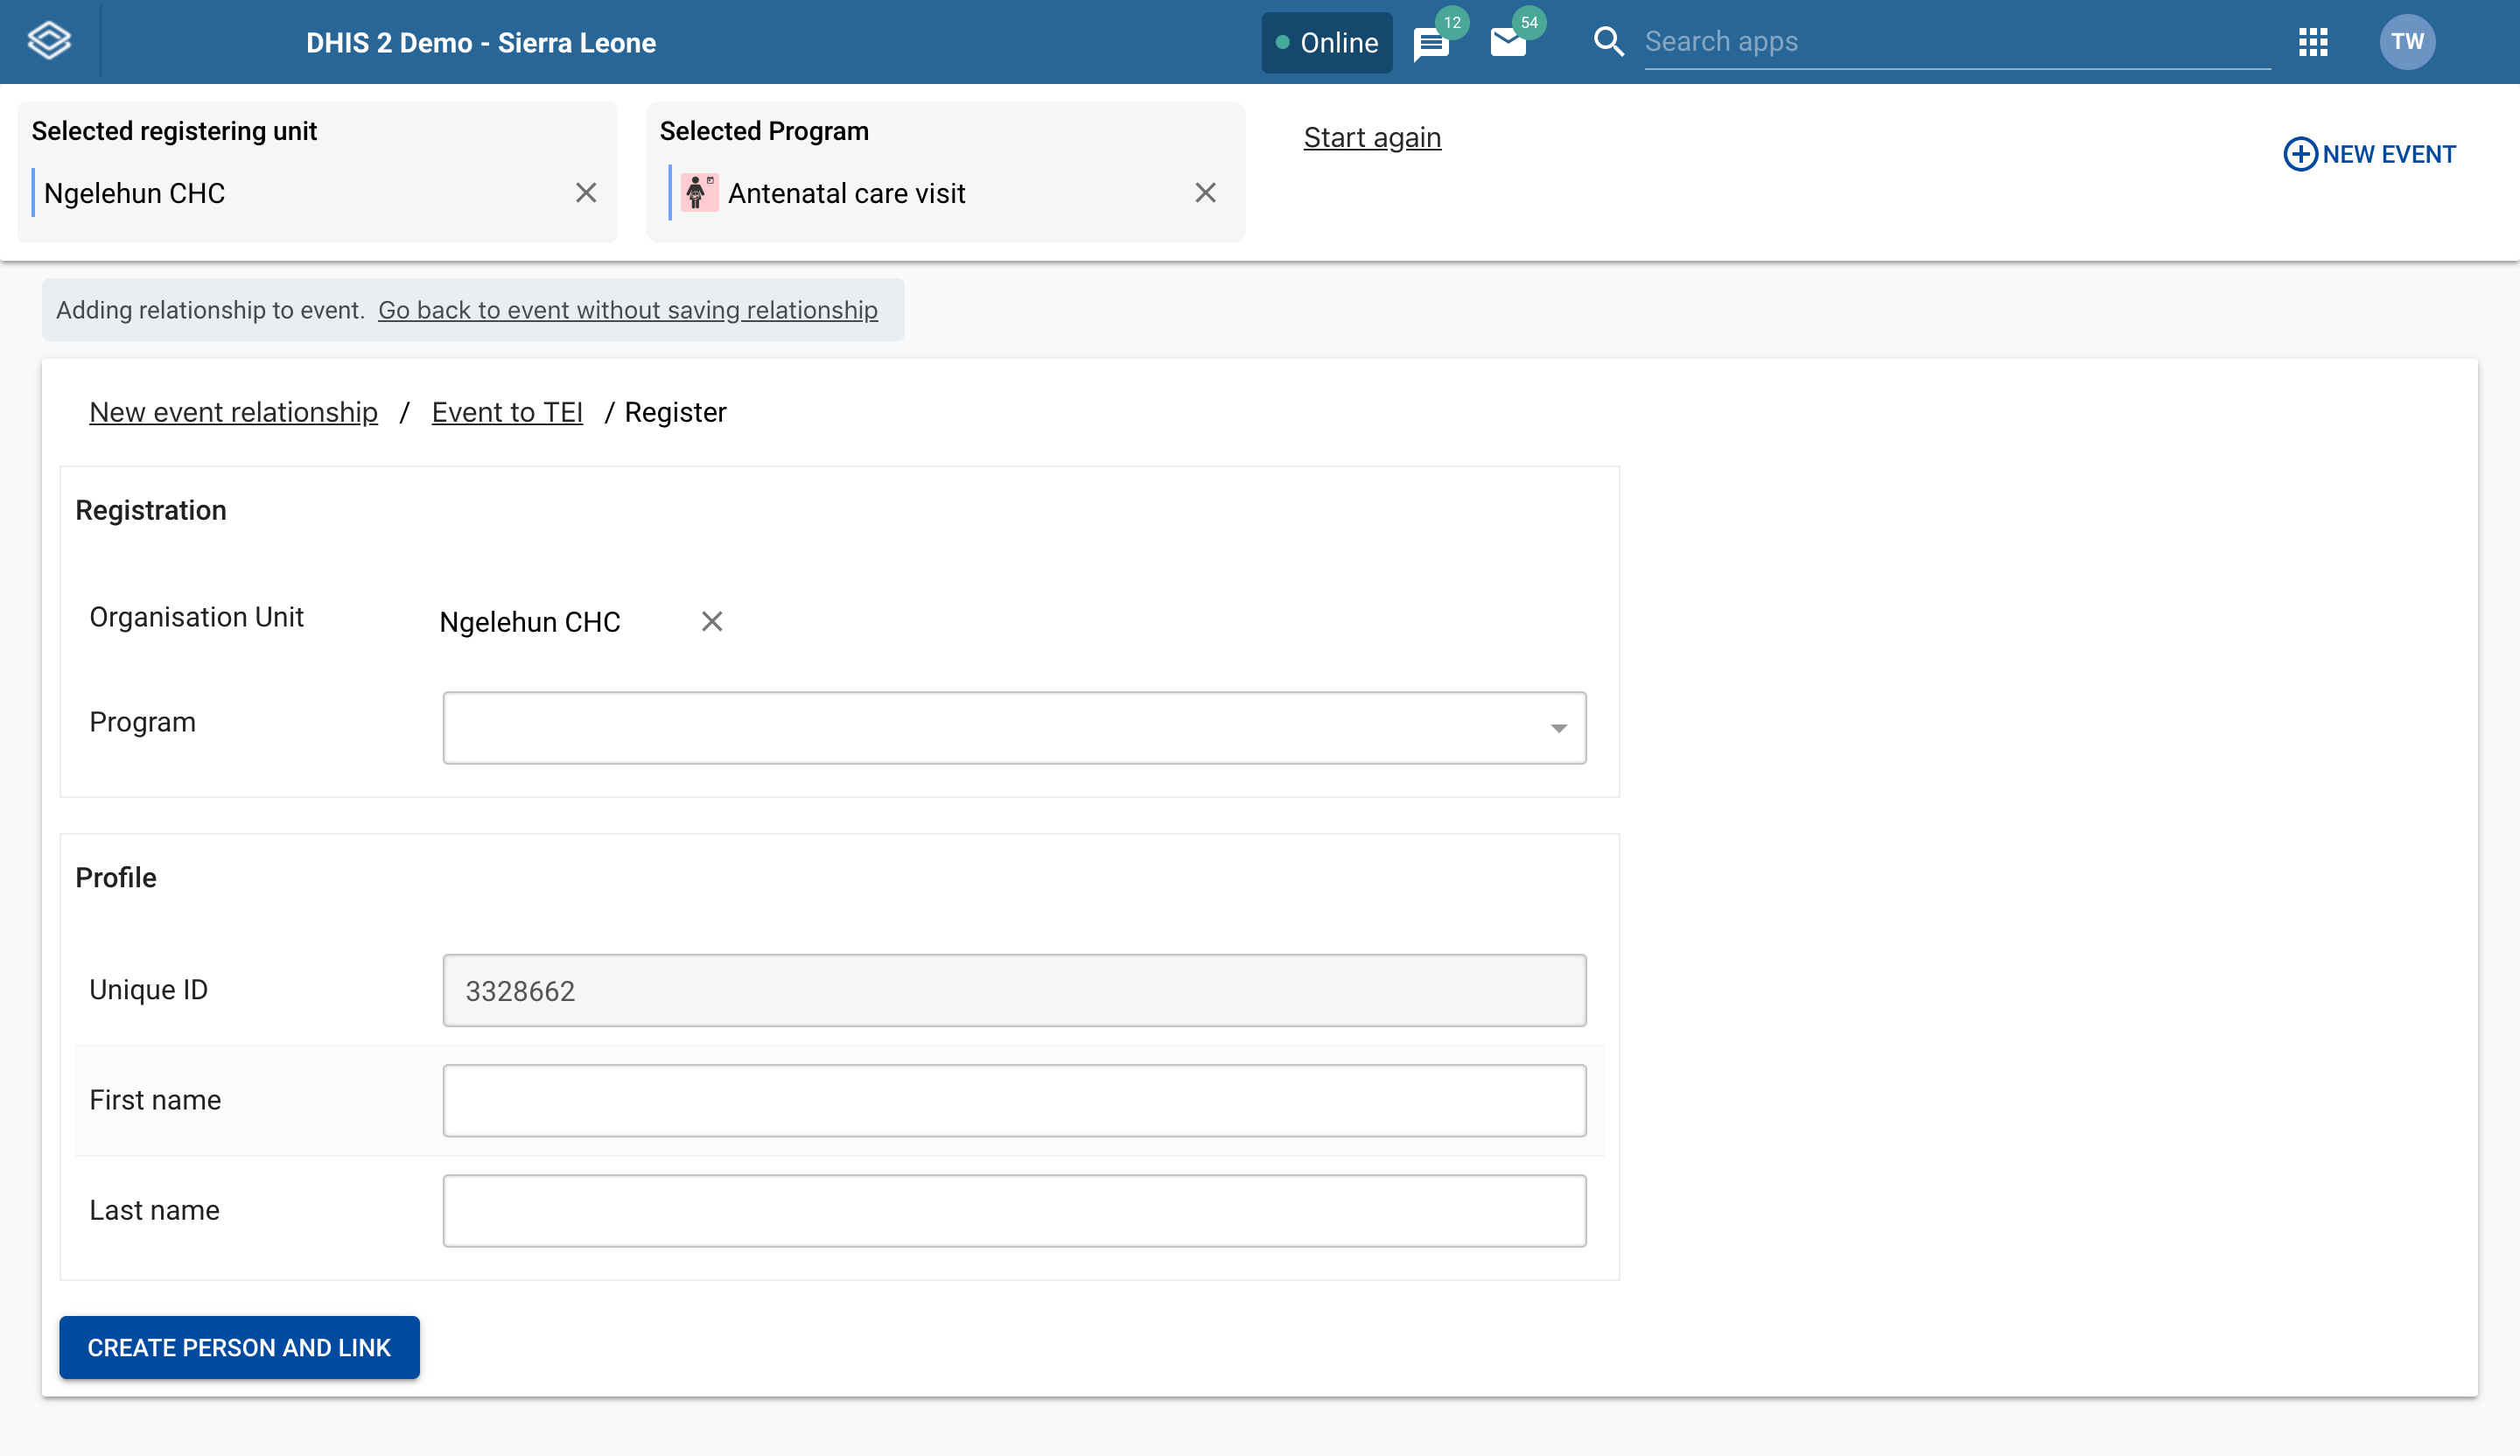 DHIS 2 Demo - Sierra Leone
Online
12
54
Search apps
TW
Selected registering unit
Ngelehun CHC
Selected Program
Antenatal care visit
Start again
NEW EVENT
Adding relationship to event. Go back to event without saving relationship
New event relationship / Event to TEI / Register
Registration
Organisation Unit
Ngelehun CHC
Program
Profile
Unique ID
3328662
First name
Last name
CREATE PERSON AND LINK